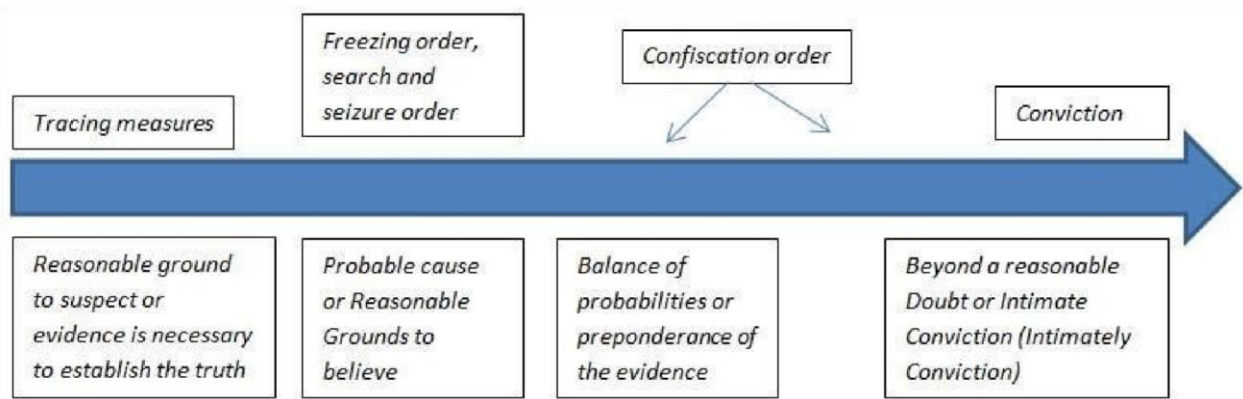 Tracing measures
Freezing order,
search and
seizure order
Confiscation order
Conviction
Reasonable ground
to suspect or
evidence is necessary
to establish the truth
Probable cause
or Reasonable
Grounds to
believe
Balance of
probabilities or
preponderance of
the evidence
Beyond a reasonable
Doubt or Intimate
Conviction (Intimately
Conviction)